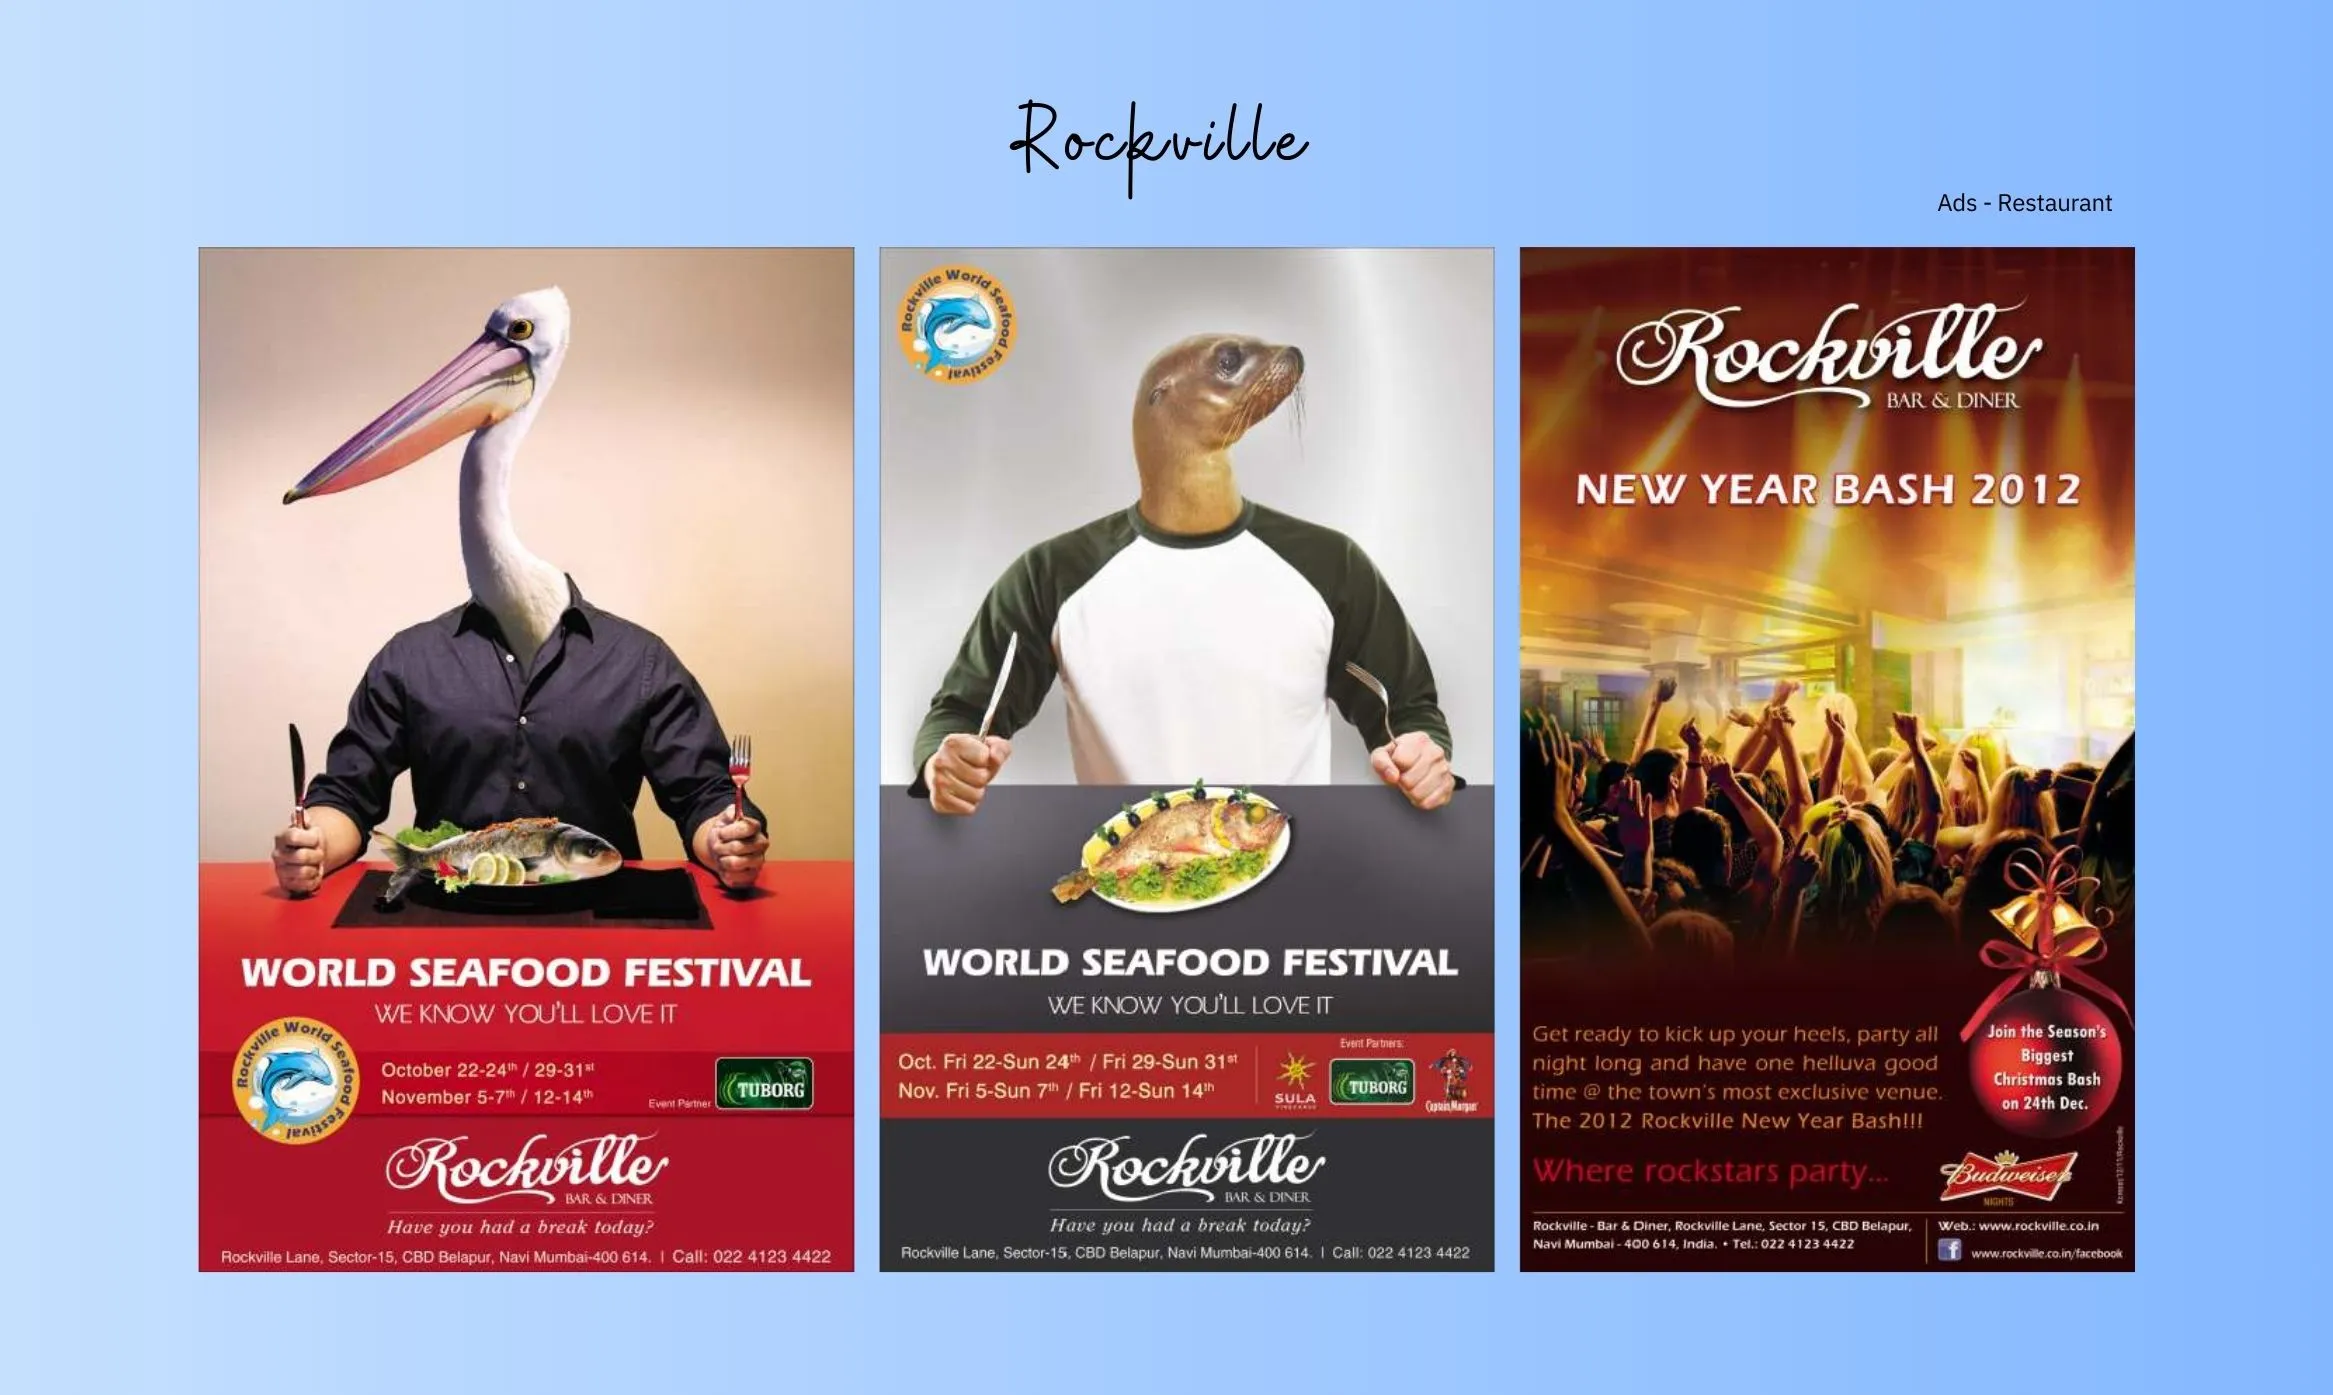 Rockville
Ads - Restaurant
WORLD SEAFOOD FESTIVAL
WE KNOW YOU'LL LOVE IT
Rockville World Seafood Festival
October 22-24th / 29-31st
November 5-7th / 12-14th
Event Partner
TUBORG
Rockville
BAR & DINER
Have you had a break today?
Rockville Lane, Sector-15, CBD Belapur, Navi Mumbai-400 614. | Call: 022 4123 4422
Rockville World Seafood Festival
WORLD SEAFOOD FESTIVAL
WE KNOW YOU'LL LOVE IT
Oct. Fri 22-Sun 24th / Fri 29-Sun 31st
Nov. Fri 5-Sun 7th / Fri 12-Sun 14th
Event Partners:
SULA
VINEYARDS
TUBORG
Captain Morgan
Rockville
BAR & DINER
Have you had a break today?
Rockville Lane, Sector-15, CBD Belapur, Navi Mumbai-400 614. | Call: 022 4123 4422
Rockville
BAR & DINER
NEW YEAR BASH 2012
Get ready to kick up your heels, party all
night long and have one helluva good
time @ the town's most exclusive venue.
The 2012 Rockville New Year Bash!!!
Where rockstars party...
Join the Season's
Biggest
Christmas Bash
on 24th Dec.
Budweiser
NIGHTS
Rockville - Bar & Diner, Rockville Lane, Sector 15, CBD Belapur,
Navi Mumbai - 400 614, India. • Tel.: 022 4123 4422
Web.: www.rockville.co.in
www.rockville.co.in/facebook